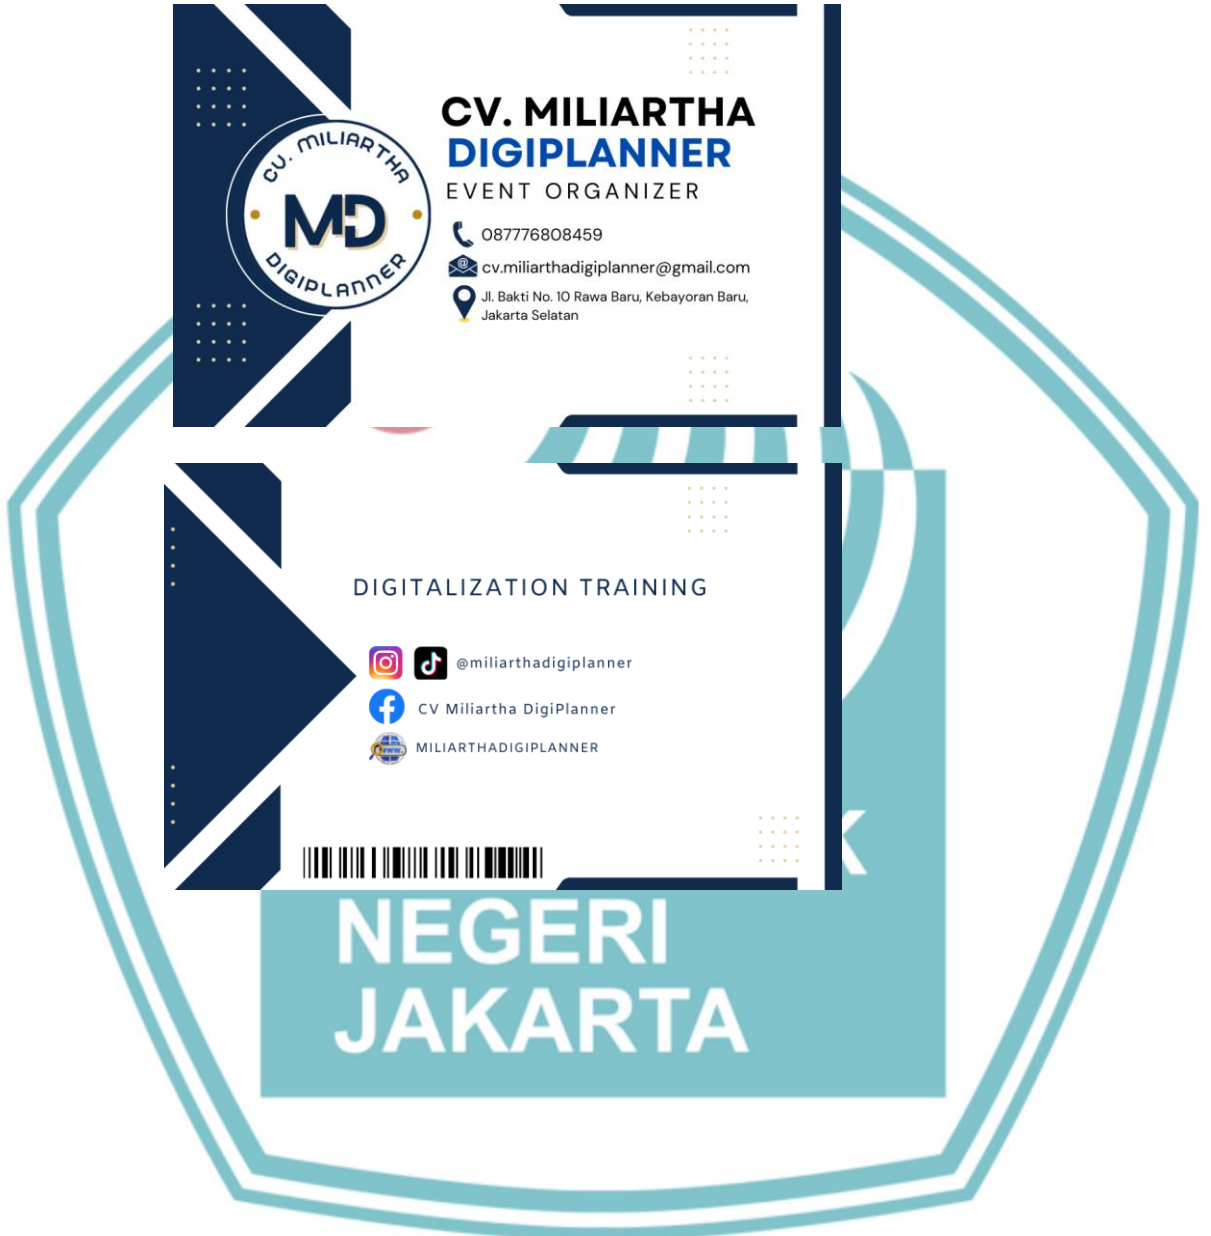 CV. MILIARTHA
MD
DIGIPLANNER
CV. MILIARTHA
DIGIPLANNER
EVENT ORGANIZER
087776808459
cv.miliarthadigiplanner@gmail.com
Jl. Bakti No. 10 Rawa Baru, Kebayoran Baru,
Jakarta Selatan
DIGITALIZATION TRAINING
@miliarthadigiplanner
CV Miliartha DigiPlanner
www.
MILIARTHADIGIPLANNER
K
NEGERI
JAKARTA